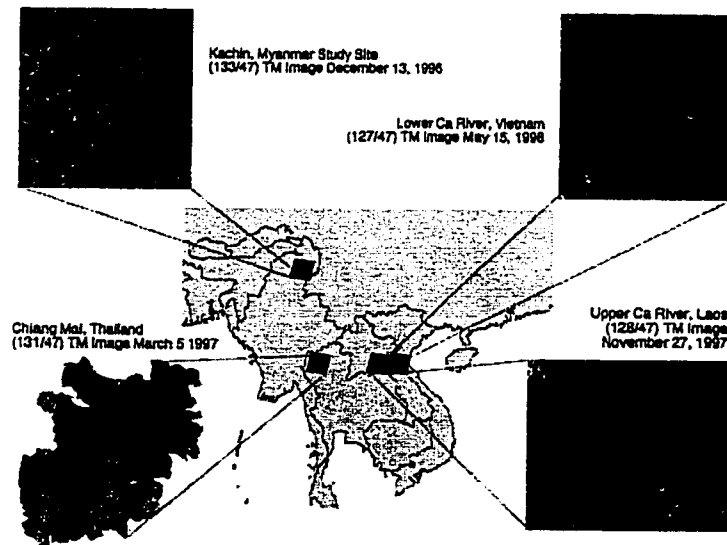 Kachin, Myanmar Study Site
(133/47) TM Image December 13, 1996
Lower Ca River, Vietnam
(127/47) TM Image May 15, 1998
Chiang Mai, Thailand
(131/47) TM Image March 5 1997
Upper Ca River, Laos
(128/47) TM Image
November 27, 1997